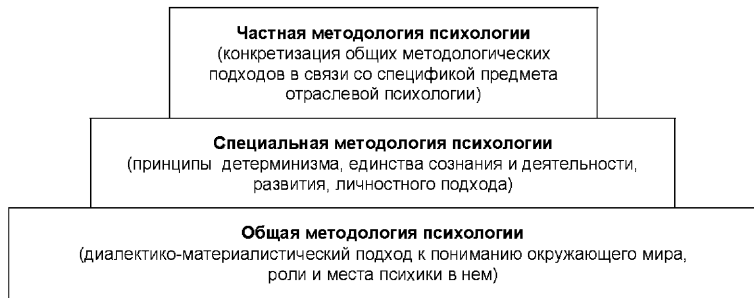 Частная методология психологии
(конкретизация общих методологических
подходов в связи со спецификой предмета
отраслевой психологии)
Специальная методология психологии
(принципы детерминизма, единства сознания и деятельности,
развития, личностного подхода)
Общая методология психологии
(диалектико-материалистический подход к пониманию окружающего мира,
роли и места психики в нем)